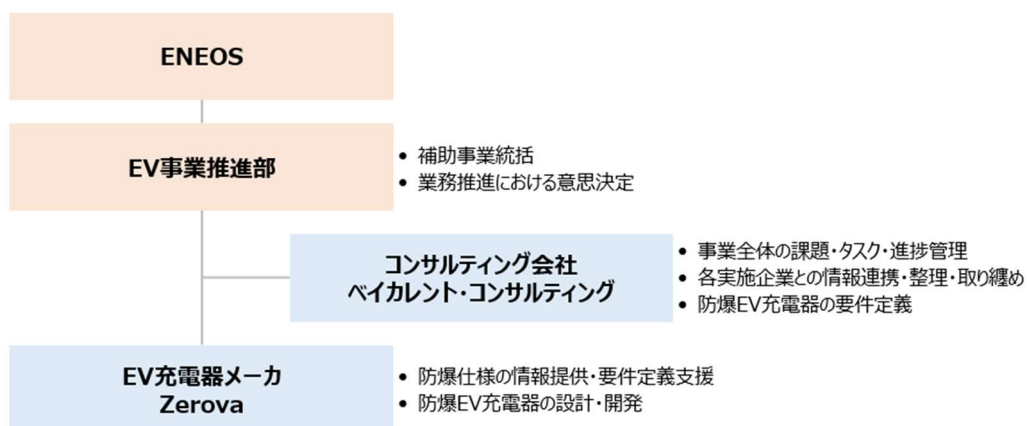 ENEOS
EV事業推進部
• 補助事業統括
• 業務推進における意思決定
コンサルティング会社
ベイカレント・コンサルティング
• 事業全体の課題・タスク・進捗管理
• 各実施企業との情報連携・整理・取り纏め
• 防爆EV充電器の要件定義
EV充電器メーカ
Zerova
• 防爆仕様の情報提供・要件定義支援
• 防爆EV充電器の設計・開発